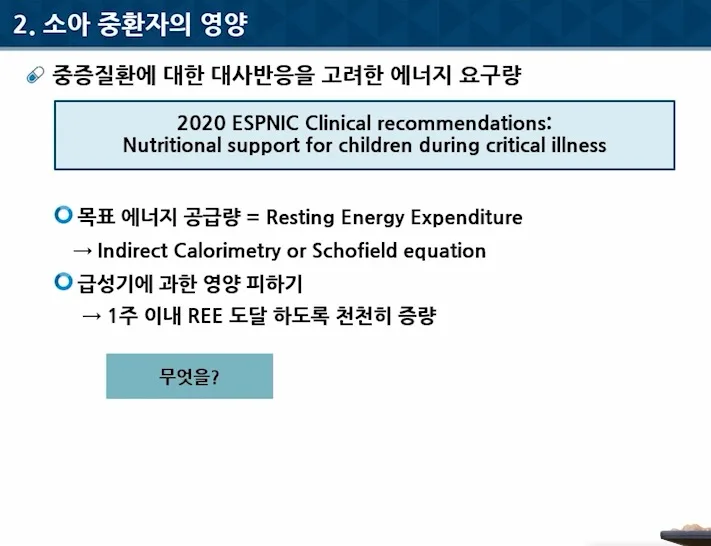 2. 소아 중환자의 영양
중증질환에 대한 대사반응을 고려한 에너지 요구량
2020 ESPNIC Clinical recommendations:
Nutritional support for children during critical illness
목표 에너지 공급량 = Resting Energy Expenditure
→ Indirect Calorimetry or Schofield equation
급성기에 과한 영양 피하기
→ 1주 이내 REE 도달 하도록 천천히 증량
무엇을?